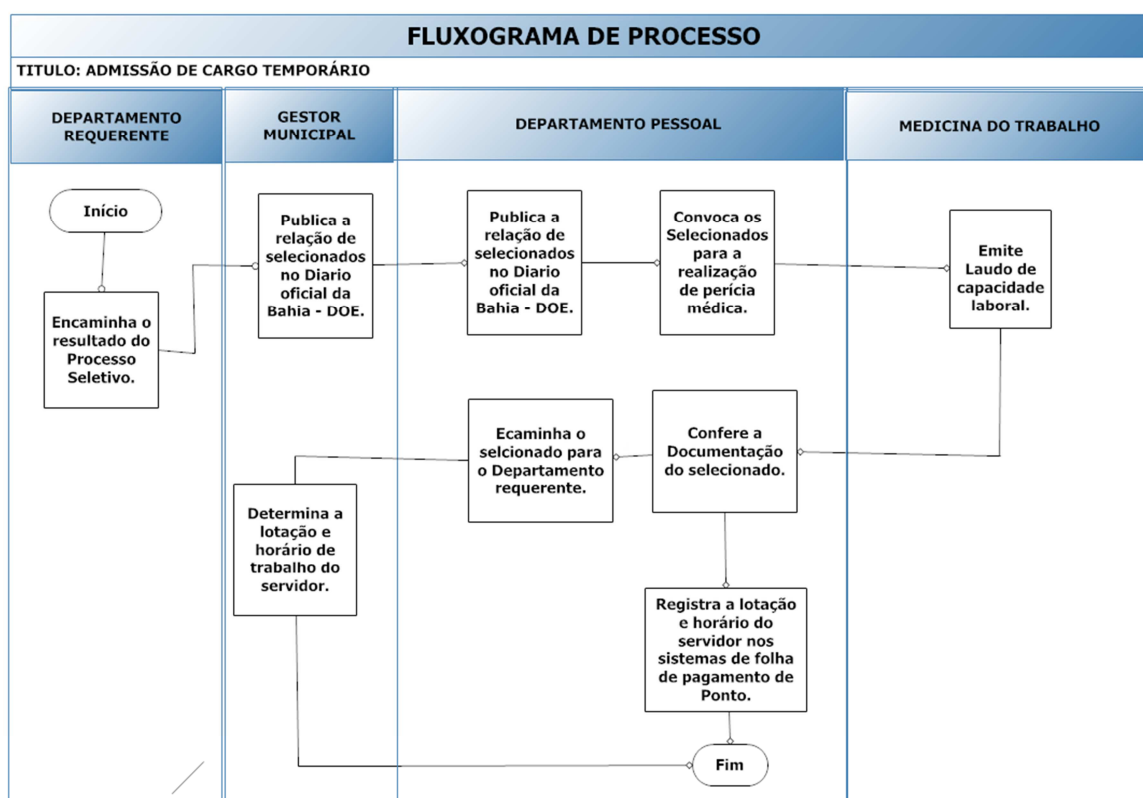 FLUXOGRAMA DE PROCESSO
TITULO: ADMISSÃO DE CARGO TEMPORÁRIO
DEPARTAMENTO
REQUERENTE
GESTOR
MUNICIPAL
DEPARTAMENTO PESSOAL
MEDICINA DO TRABALHO
Início
Encaminha o
resultado do
Processo
Seletivo.
Publica a
relação de
selecionados
no Diario
oficial da
Bahia - DOE.
Publica a
relação de
selecionados
no Diario
oficial da
Bahia - DOE.
Convoca os
Selecionados
para a
realização
de perícia
médica.
Emite
Laudo de
capacidade
laboral.
Confere a
Documentação
do selecionado.
Ecaminha o
selcionado para
o Departamento
requerente.
Determina a
lotação e
horário de
trabalho do
servidor.
Registra a lotação
e horário do
servidor nos
sistemas de folha
de pagamento de
Ponto.
Fim